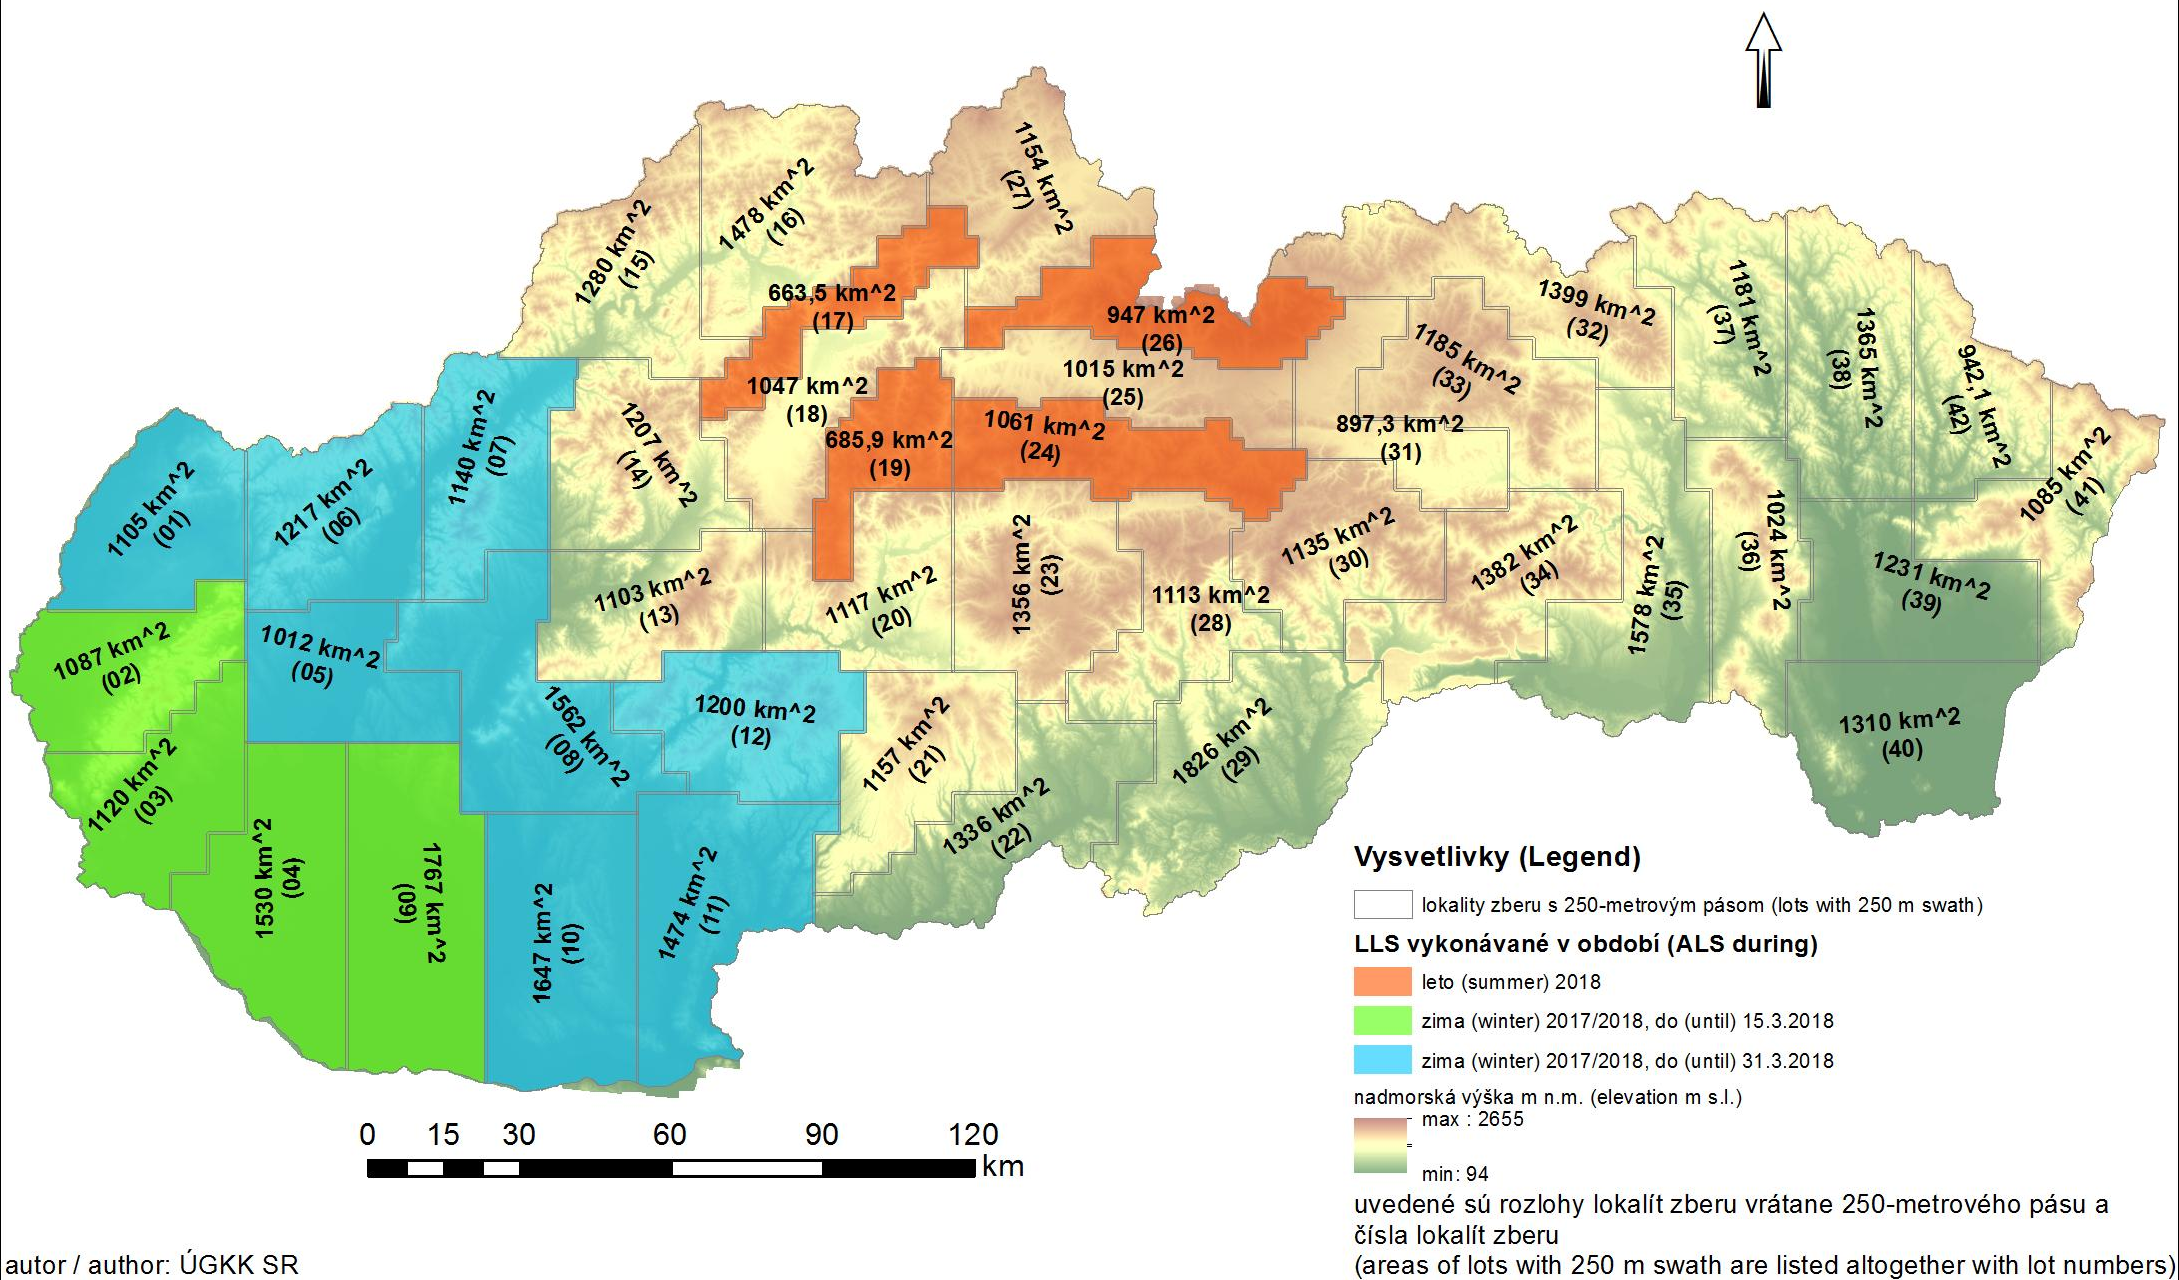 1154 km^2
(27)
1478 km^2
(16)
1280 km^2
(15)
663,5 km^2
(17)
947 km^2
(26)
1399 km^2
(32)
1181 km^2
(37)
1365 km^2
(38)
942,1 km^2
(42)
1185 km^2
(33)
1015 km^2
(25)
1047 km^2
(18)
1140 km^2
(07)
1207 km^2
(14)
685,9 km^2
(19)
1061 km^2
(24)
897,3 km^2
(31)
1085 km^2
(41)
1105 km^2
(01)
1217 km^2
(06)
1356 km^2
(23)
1135 km^2
(30)
1382 km^2
(34)
1024 km^2
(36)
1578 km^2
(35)
1231 km^2
(39)
1103 km^2
(13)
1117 km^2
(20)
1113 km^2
(28)
1087 km^2
(02)
1012 km^2
(05)
1562 km^2
(08)
1200 km^2
(12)
1157 km^2
(21)
1826 km^2
(29)
1310 km^2
(40)
1120 km^2
(03)
1336 km^2
(22)
1530 km^2
(04)
1767 km^2
(09)
1647 km^2
(10)
1474 km^2
(11)
Vysvetlivky (Legend)
lokality zberu s 250-metrovým pásom (lots with 250 m swath)
LLS vykonávané v období (ALS during)
leto (summer) 2018
zima (winter) 2017/2018, do (until) 15.3.2018
zima (winter) 2017/2018, do (until) 31.3.2018
nadmorská výška m n.m. (elevation m s.l.)
max : 2655
min: 94
0 15 30 60 90 120
km
uvedené sú rozlohy lokalít zberu vrátane 250-metrového pásu a
čísla lokalít zberu
(areas of lots with 250 m swath are listed altogether with lot numbers)
autor / author: ÚGKK SR